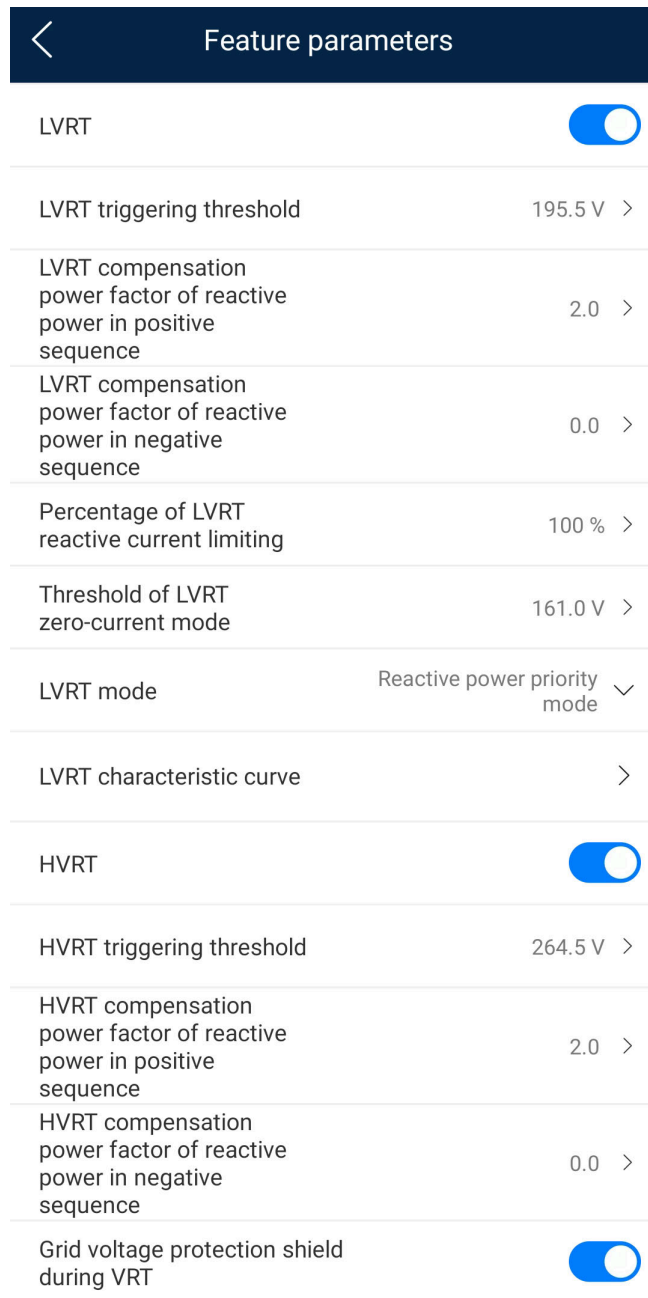 Feature parameters
LVRT
LVRT triggering threshold 195.5 V
LVRT compensation
power factor of reactive
power in positive
sequence
2.0
LVRT compensation
power factor of reactive
power in negative
sequence
0.0
Percentage of LVRT
reactive current limiting
100 %
Threshold of LVRT
zero-current mode
161.0 V
LVRT mode
Reactive power priority
mode
LVRT characteristic curve
HVRT
HVRT triggering threshold 264.5 V
HVRT compensation
power factor of reactive
power in positive
sequence
2.0
HVRT compensation
power factor of reactive
power in negative
sequence
0.0
Grid voltage protection shield
during VRT